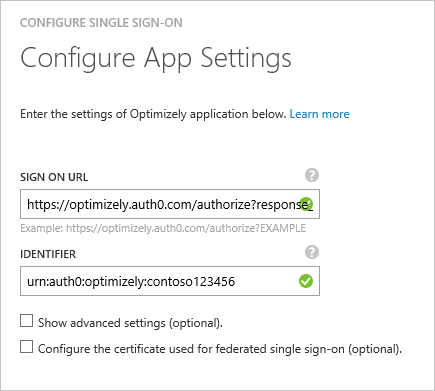 CONFIGURE SINGLE SIGN-ON
Configure App Settings
Enter the settings of Optimizely application below. Learn more
SIGN ON URL ?
https://optimizely.auth0.com/authorize?response_
Example: https://optimizely.auth0.com/authorize?EXAMPLE
IDENTIFIER ?
urn:auth0:optimizely:contoso123456
Show advanced settings (optional).
Configure the certificate used for federated single sign-on (optional).